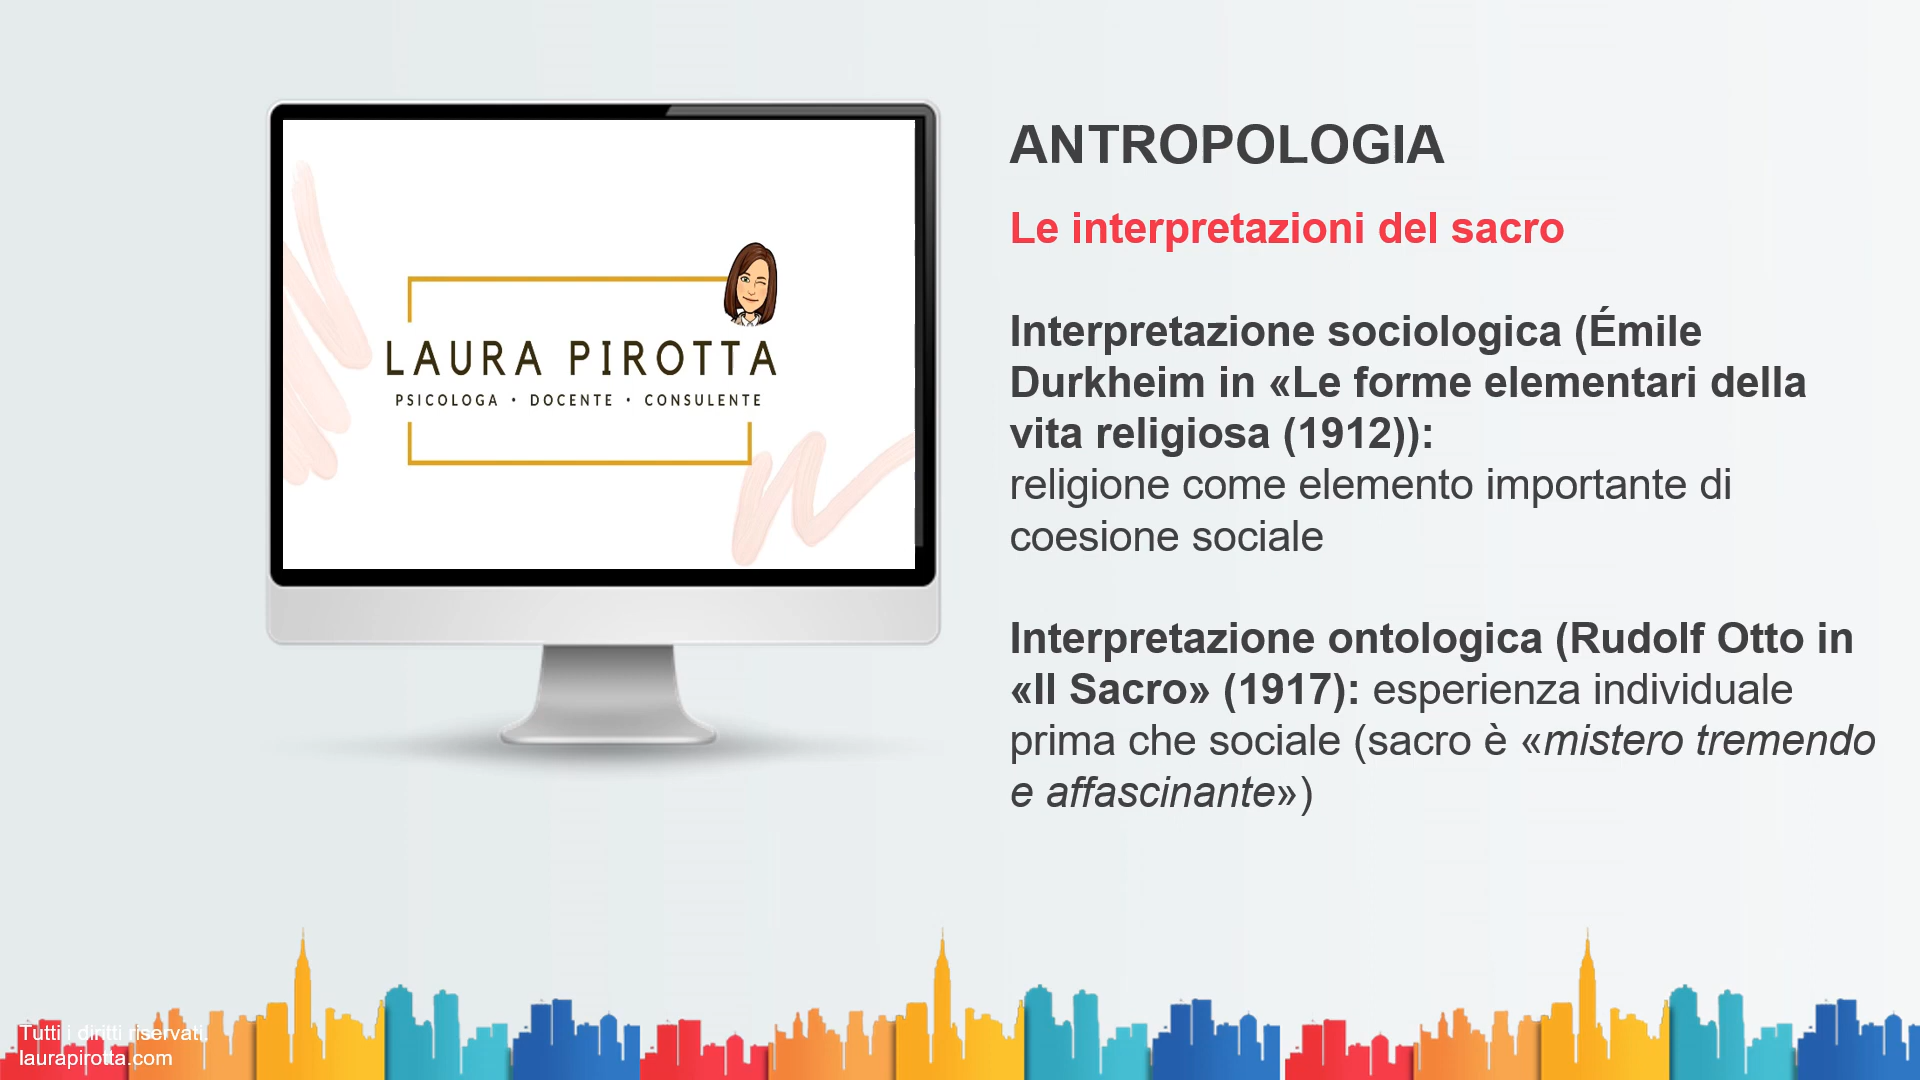 LAURA PIROTTA
PSICOLOGA • DOCENTE • CONSULENTE
ANTROPOLOGIA
Le interpretazioni del sacro
Interpretazione sociologica (Émile
Durkheim in «Le forme elementari della
vita religiosa (1912)):
religione come elemento importante di
coesione sociale
Interpretazione ontologica (Rudolf Otto in
«Il Sacro» (1917): esperienza individuale
prima che sociale (sacro è «mistero tremendo
e affascinante»)
Tutti i diritti riservati.
laurapirotta.com